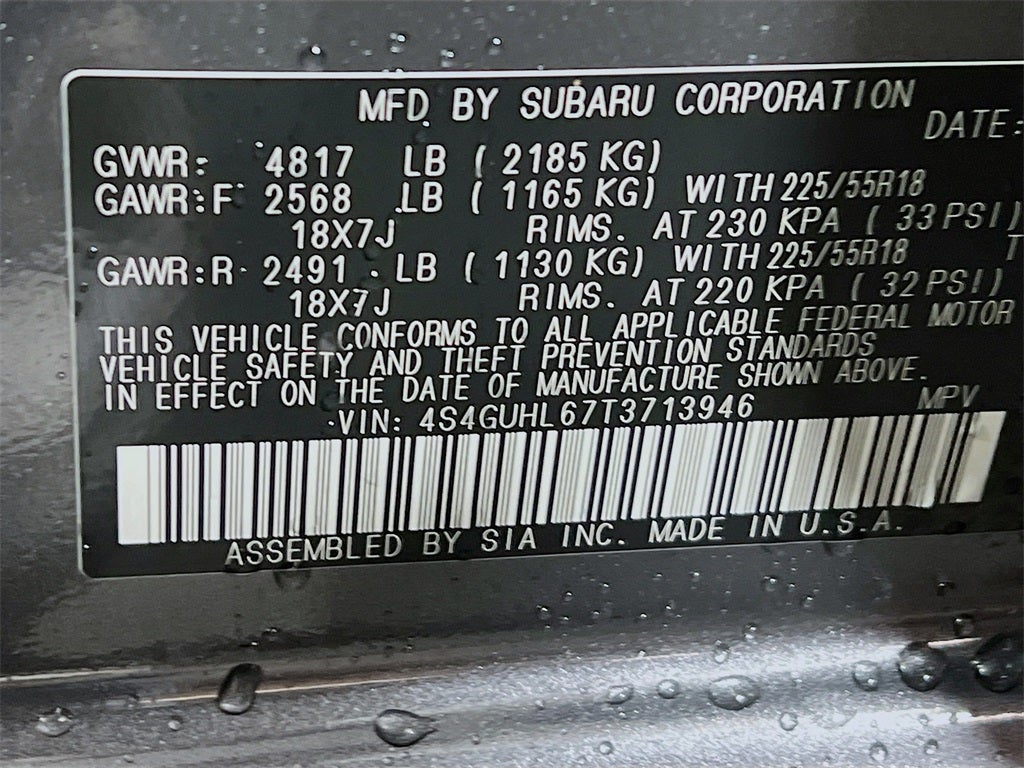 MFD. BY SUBARU CORPORATION
DATE:
GVWR: 4817 LB ( 2185 KG)
GAWR:F 2568 LB ( 1165 KG) WITH 225/55R18
18X7J RIMS. AT 230 KPA ( 33 PSI)
GAWR:R 2491 LB ( 1130 KG) WITH 225/55R18 T
18X7J RIMS. AT 220 KPA ( 32 PSI)
THIS VEHICLE CONFORMS TO ALL APPLICABLE FEDERAL MOTOR
VEHICLE SAFETY AND THEFT PREVENTION STANDARDS
IN EFFECT ON THE DATE OF MANUFACTURE SHOWN ABOVE.
VIN: 4S4GUHL67T3713946 MPV
ASSEMBLED BY SIA INC. MADE IN U.S.A.